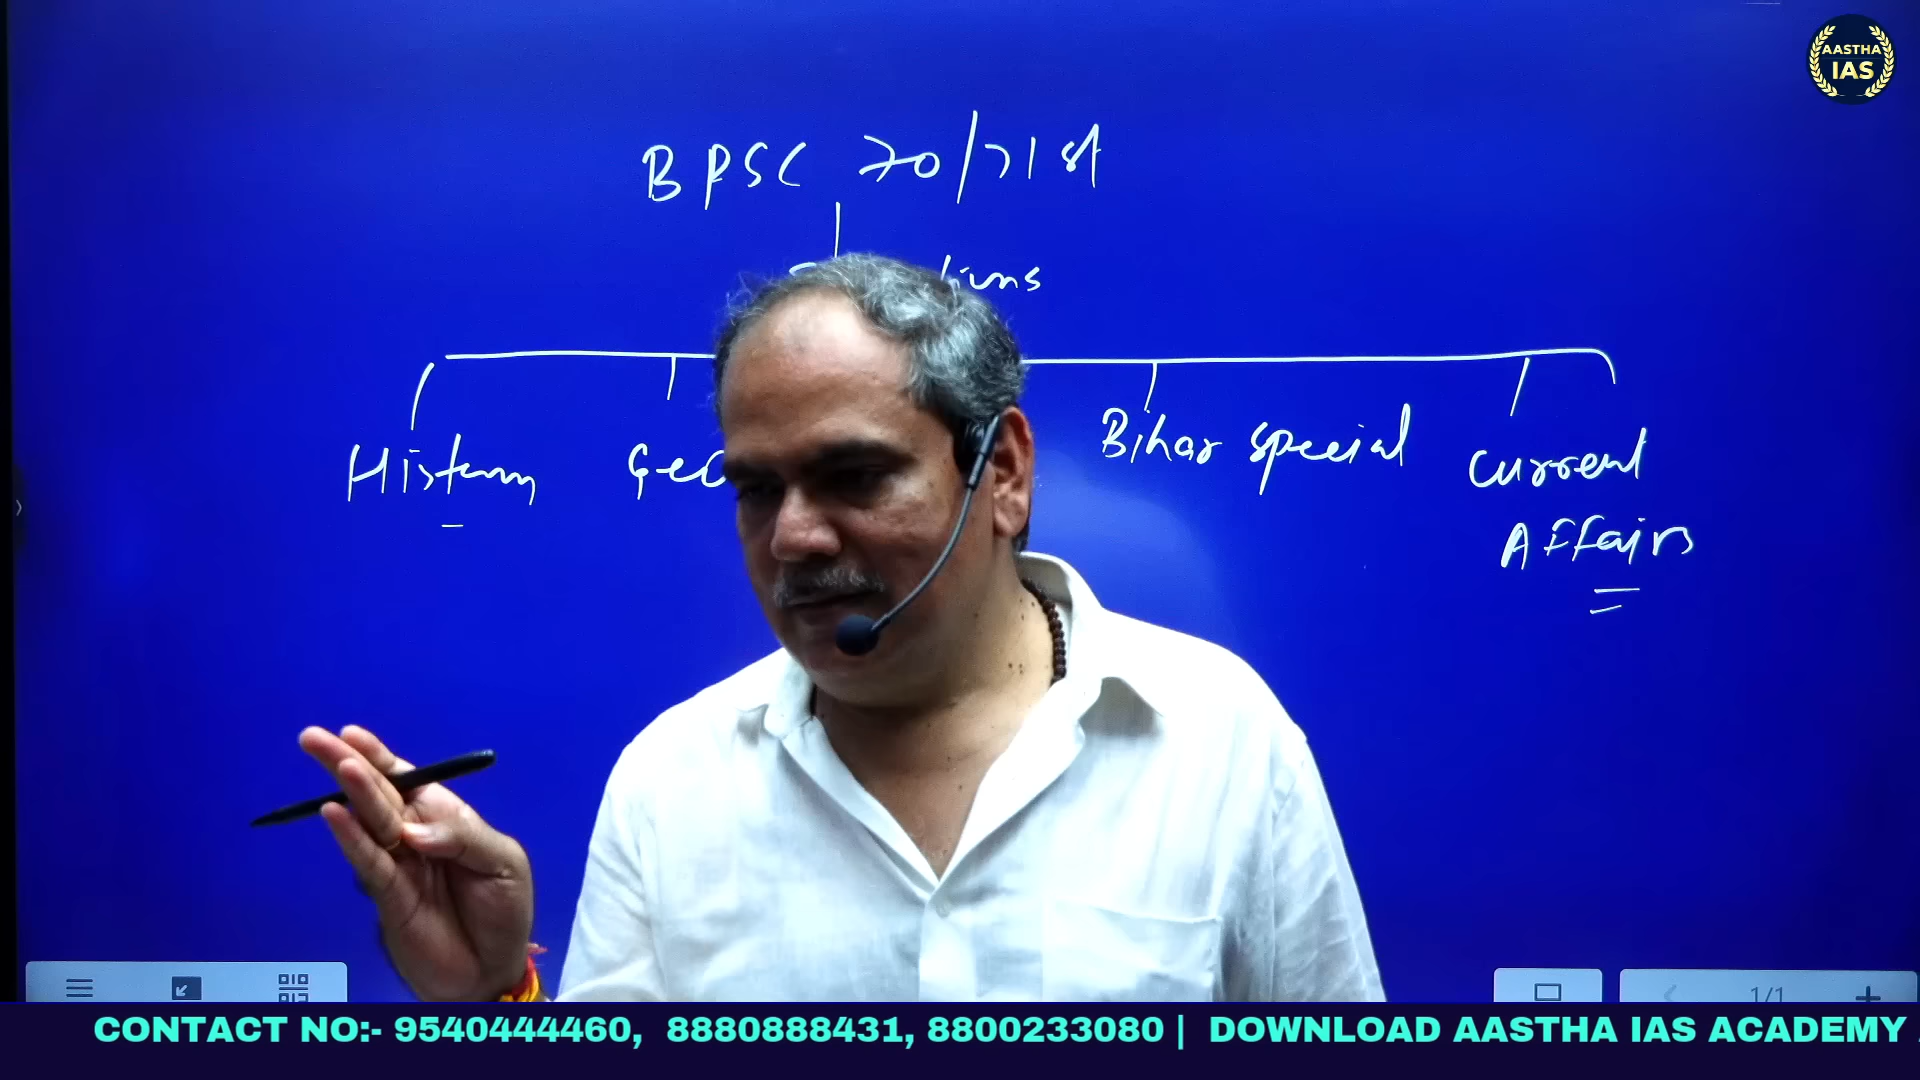 AASTHA
IAS
BPSC 70/71st
History
Bihar special
Current
Affairs
1/1
CONTACT NO:- 9540444460, 8880888431, 8800233080 | DOWNLOAD AASTHA IAS ACADEMY